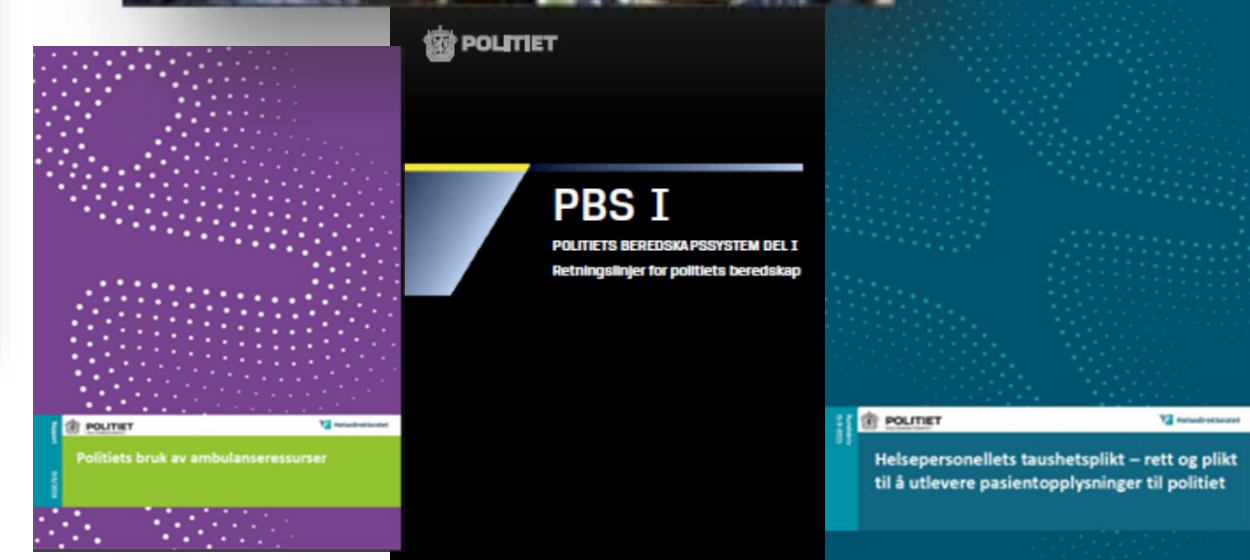 POLITIET
Politiets bruk av ambulanseressurser
POLITIET
PBS I
POLITIETS BEREDSKAPSSYSTEM DEL I
Retningslinjer for politiets beredskap
POLITIET
Helsedirektoratet
Helsepersonellets taushetsplikt – rett og plikt
til å utlevere pasientopplysninger til politiet